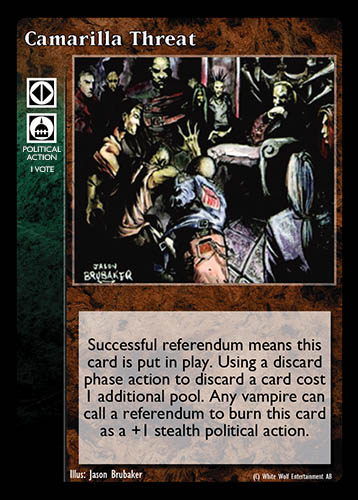 Camarilla Threat
POLITICAL
ACTION
1 VOTE
JASON
BRUBAKER
Successful referendum means this
card is put in play. Using a discard
phase action to discard a card cost
1 additional pool. Any vampire can
call a referendum to burn this card
as a +1 stealth political action.
Illus: Jason Brubaker
(C) White Wolf Entertainment AB